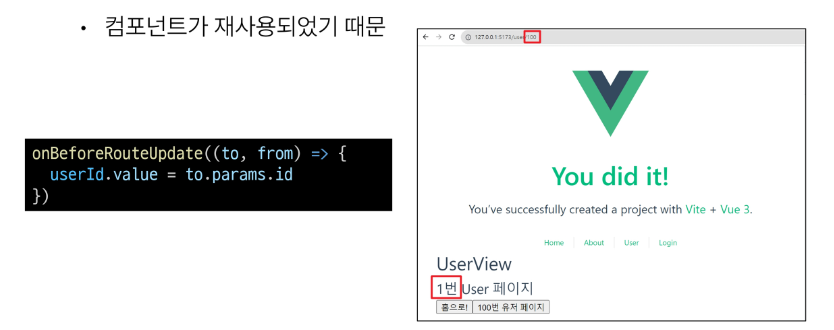 • 컴포넌트가 재사용되었기 때문
onBeforeRouteUpdate((to, from) => {
  userId.value = to.params.id
})
127.0.0.1:5173/user/100
You did it!
You've successfully created a project with Vite + Vue 3.
Home | About | User | Login
UserView
1번 User 페이지
홈으로! 100번 유저 페이지